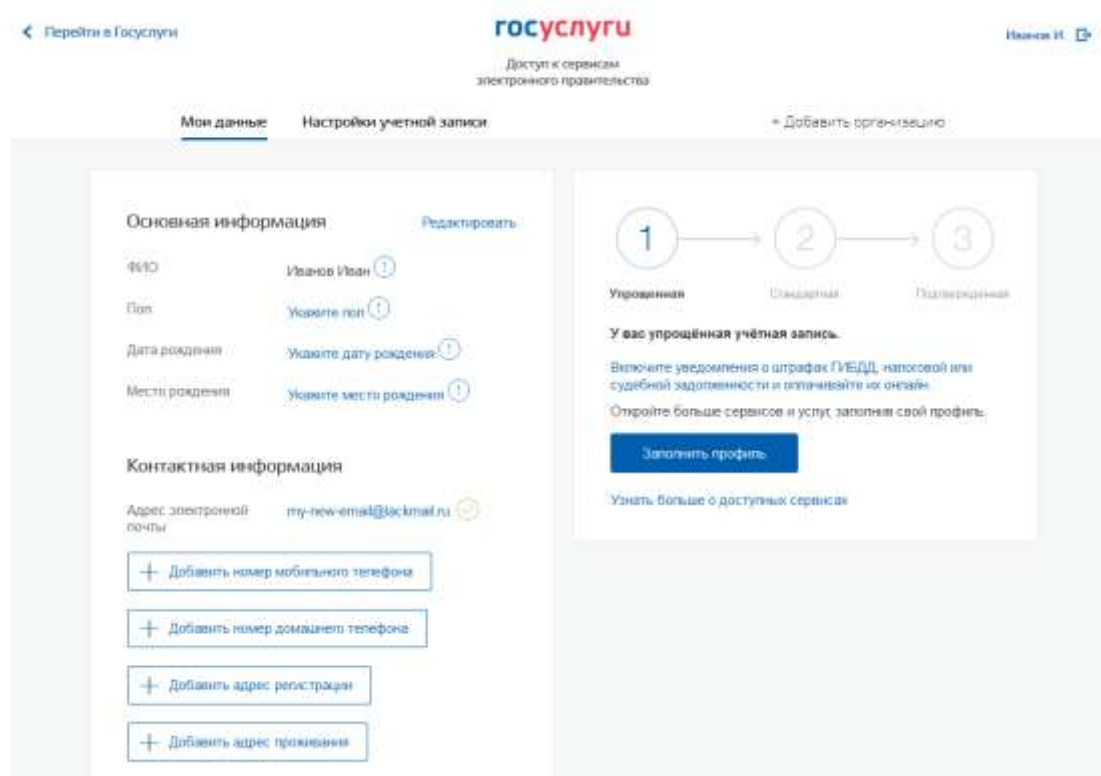 Перейти в Госуслуги
госуслуги
Иванов И.
Доступ к сервисам
электронного правительства
Мои данные
Настройки учетной записи
+ Добавить организацию
Основная информация
Редактировать
ФИО
Иванов Иван
Пол
Укажите пол
Дата рождения
Укажите дату рождения
Место рождения
Укажите место рождения
Контактная информация
Адрес электронной
почты
my-new-email@lackmail.ru
Добавить номер мобильного телефона
Добавить номер домашнего телефона
Добавить адрес регистрации
Добавить адрес проживания
1
2
3
Упрощенная
Стандартная
Подтвержденная
У вас упрощённая учётная запись.
Включите уведомления о штрафах ГИБДД, налоговой или
судебной задолженности и оплачивайте их онлайн.
Откройте больше сервисов и услуг, заполнив свой профиль.
Заполнить профиль
Узнать больше о доступных сервисах